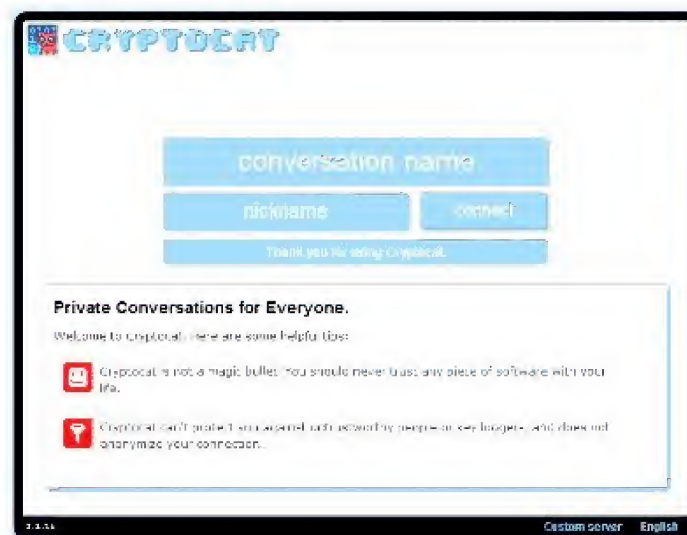 CRYPTOCAT
conversation name
nickname
connect
Thank you for using Cryptocat.
Private Conversations for Everyone.
Welcome to Cryptocat. Here are some helpful tips:
Cryptocat is not a magic bullet. You should never trust any piece of software with your
life.
Cryptocat can't protect you against untrustworthy people or key loggers, and does not
anonymize your connection.
Custom server English